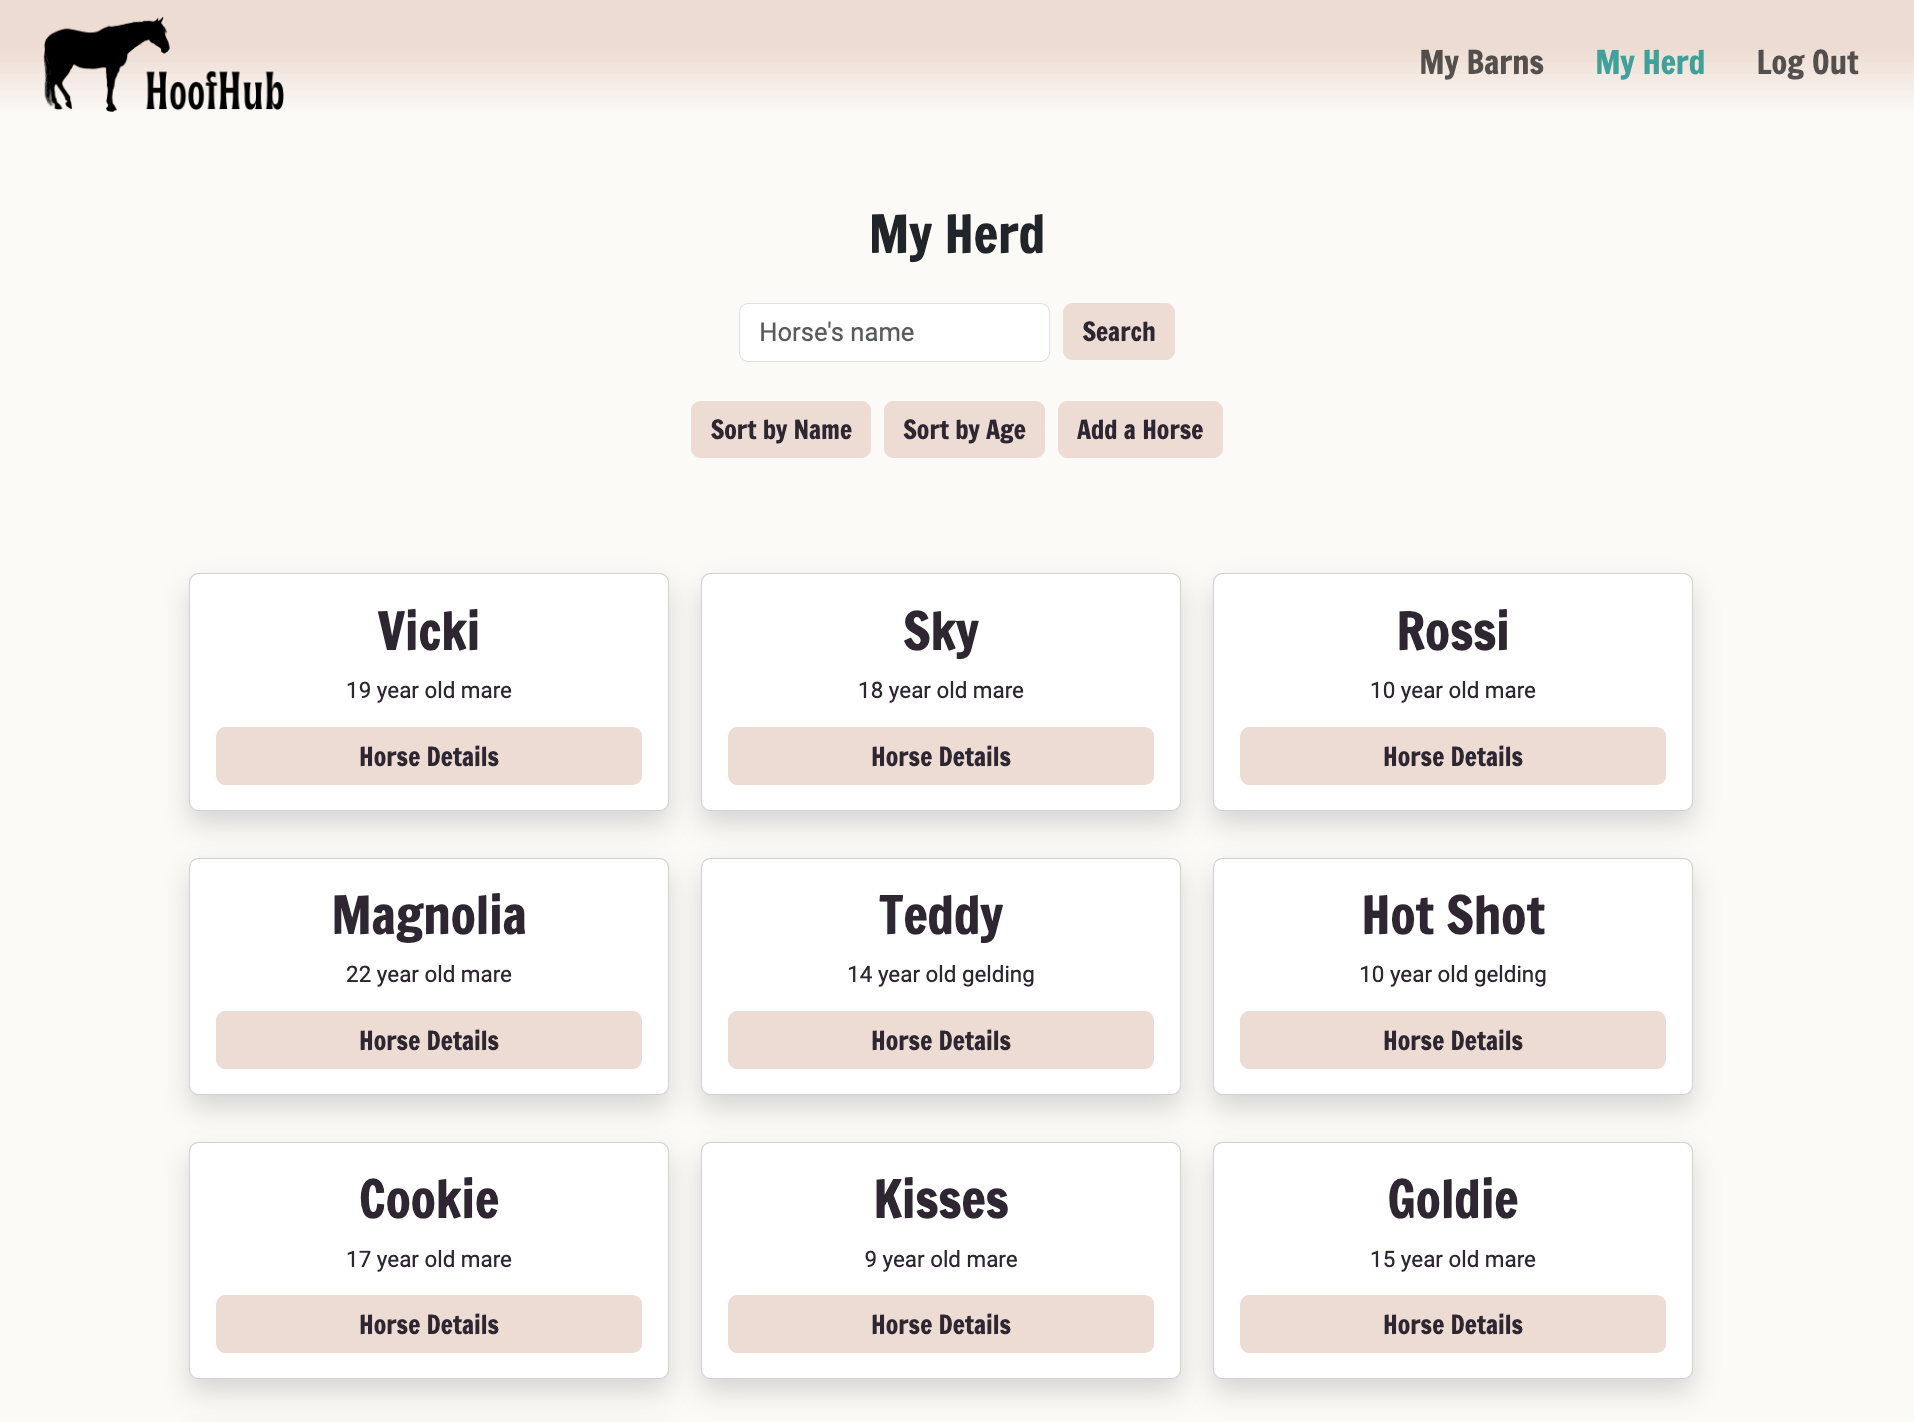 HoofHub
My Barns My Herd Log Out
My Herd
Horse's name Search
Sort by Name Sort by Age Add a Horse
Vicki
19 year old mare
Horse Details
Sky
18 year old mare
Horse Details
Rossi
10 year old mare
Horse Details
Magnolia
22 year old mare
Horse Details
Teddy
14 year old gelding
Horse Details
Hot Shot
10 year old gelding
Horse Details
Cookie
17 year old mare
Horse Details
Kisses
9 year old mare
Horse Details
Goldie
15 year old mare
Horse Details